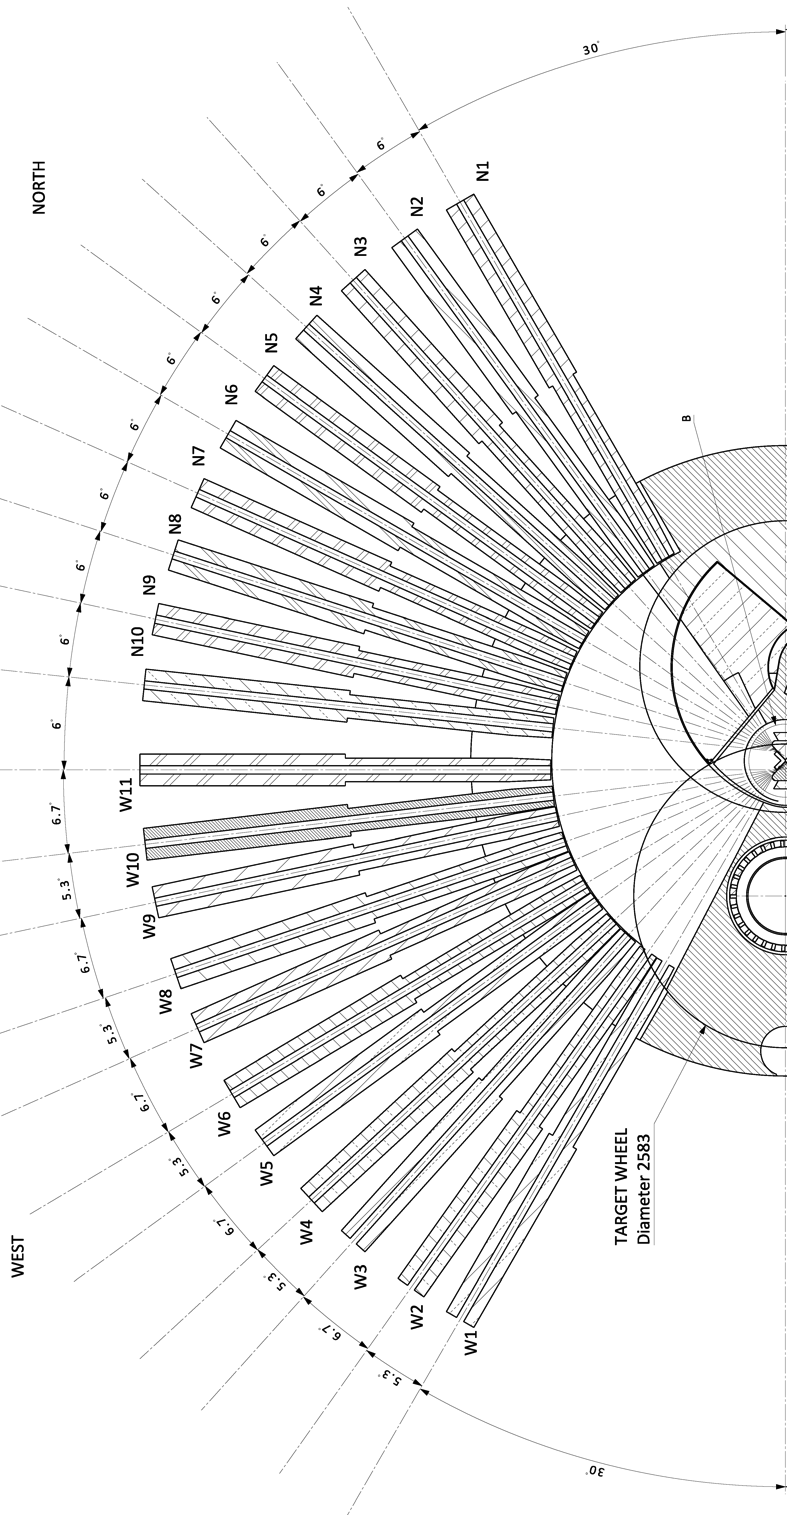 30°
NORTH
N1
6°
N2
6°
N3
6°
N4
6°
N5
6°
N6
6°
N7
6°
N8
6°
N9
6°
N10
6°
B
W11
6.7°
W10
5.3°
W9
6.7°
W8
5.3°
W7
6.7°
W6
5.3°
W5
6.7°
W4
5.3°
W3
6.7°
W2
5.3°
W1
WEST
TARGET WHEEL
Diameter 2583
30°